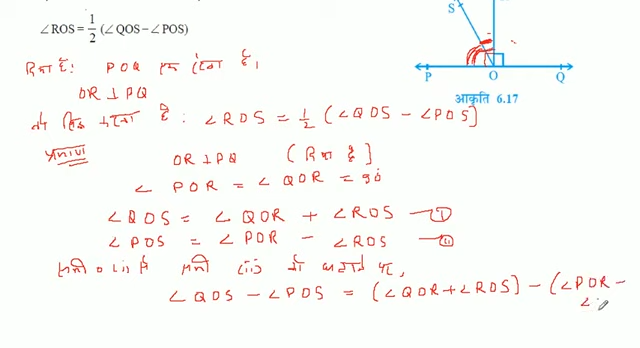 ∠ROS = 1/2 (∠QOS – ∠POS)
S
P O Q
आकृति 6.17
दिया है: POQ एक रेखा है।
OR ⊥ PQ
सिद्ध करना है: ∠ROS = 1/2 (∠QOS - ∠POS)
प्रमाण
OR ⊥ PQ (दिया है)
∠POR = ∠QOR = 90°
∠QOS = ∠QOR + ∠ROS —(I)
∠POS = ∠POR - ∠ROS —(II)
समी० में समी को घटाने पर,
∠QOS - ∠POS = (∠QOR + ∠ROS) - (∠POR -
∠